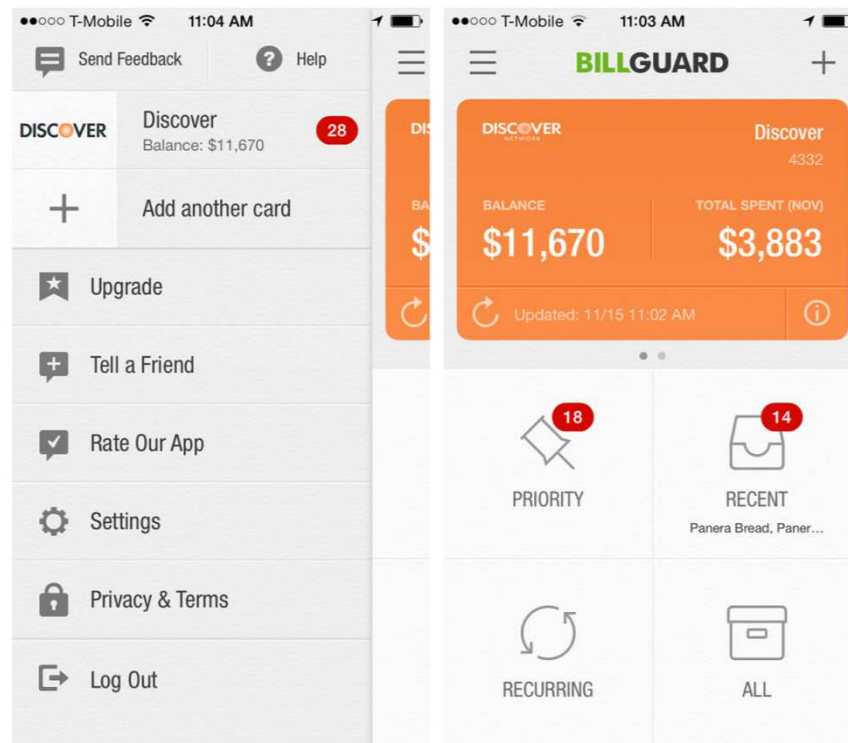 T-Mobile 11:04 AM
Send Feedback
Help
DISCOVER
Discover
Balance: $11,670
28
Add another card
Upgrade
Tell a Friend
Rate Our App
Settings
Privacy & Terms
Log Out
DIS
BA
$
T-Mobile 11:03 AM
BILLGUARD
DISCOVER
NETWORK
Discover
4332
BALANCE
TOTAL SPENT (NOV)
$11,670
$3,883
Updated: 11/15 11:02 AM
18
PRIORITY
14
RECENT
Panera Bread, Paner...
RECURRING
ALL